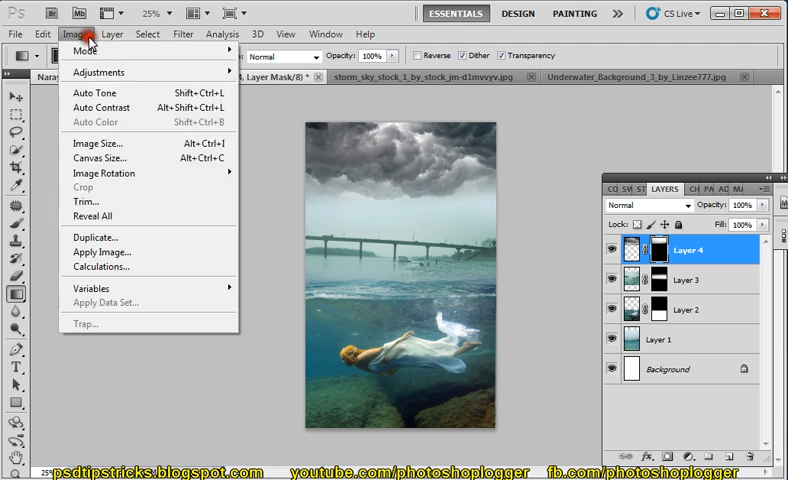 Ps Br Mb 25% ESSENTIALS DESIGN PAINTING CS Live
File Edit Image Layer Select Filter Analysis 3D View Window Help
Normal Opacity: 100% Reverse Dither Transparency
4, Layer Mask/8) * storm_sky_stock_1_by_stock_jm-d1mvvyv.jpg Underwater_Background_3_by_Linzee777.jpg
Mode
Adjustments
Auto Tone Shift+Ctrl+L
Auto Contrast Alt+Shift+Ctrl+L
Auto Color Shift+Ctrl+B
Image Size... Alt+Ctrl+I
Canvas Size... Alt+Ctrl+C
Image Rotation
Crop
Trim...
Reveal All
Duplicate...
Apply Image...
Calculations...
Variables
Apply Data Set...
Trap...
LAYERS CH PA MA
Normal Opacity: 100%
Lock: Fill: 100%
Layer 4
Layer 3
Layer 2
Layer 1
Background
psdtipstricks.blogspot.com youtube.com/photoshoplogger fb.com/photoshoplogger